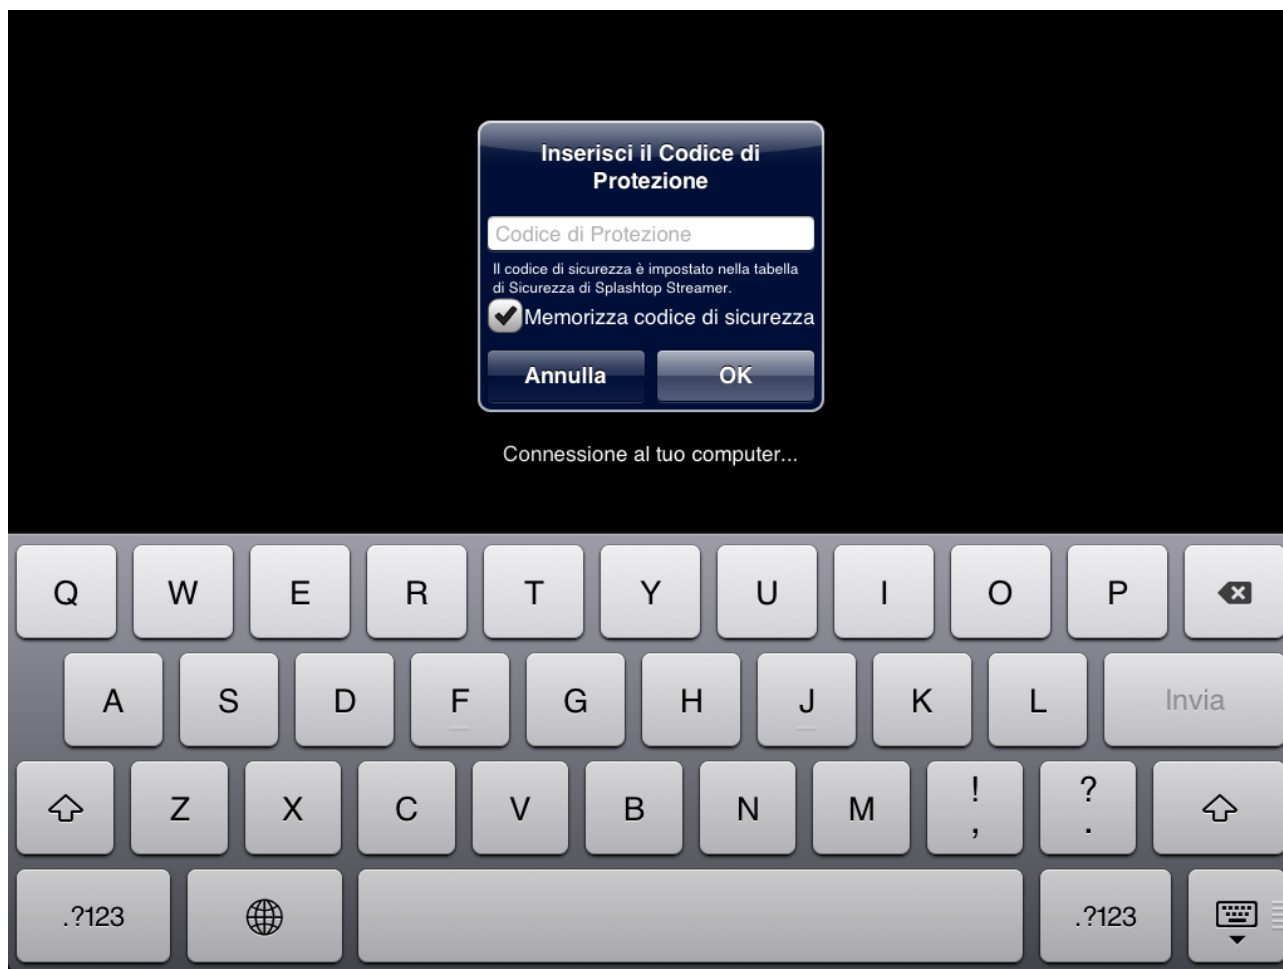 Inserisci il Codice di
Protezione
Codice di Protezione
Il codice di sicurezza è impostato nella tabella
di Sicurezza di Splashtop Streamer.
Memorizza codice di sicurezza
Annulla OK
Connessione al tuo computer...
Q W E R T Y U I O P
A S D F G H J K L Invia
Z X C V B N M ! , ? .
.?123 .?123